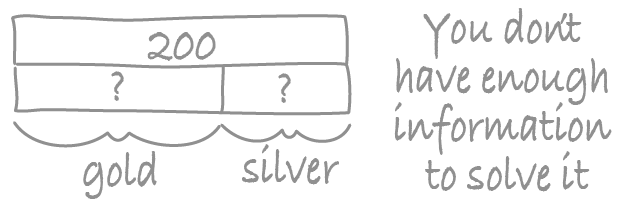 200
? ?
gold silver
You don't
have enough
information
to solve it